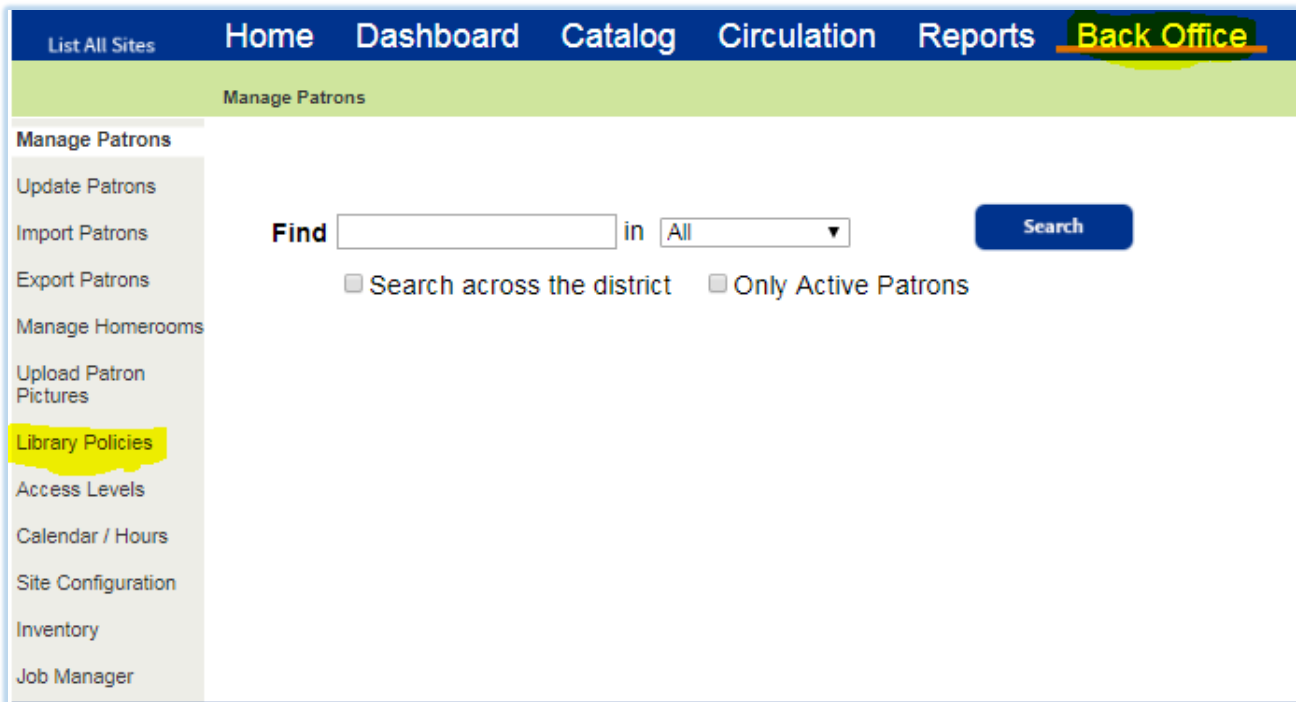 List All Sites Home Dashboard Catalog Circulation Reports Back Office
Manage Patrons
Manage Patrons
Update Patrons
Import Patrons
Export Patrons
Manage Homerooms
Upload Patron
Pictures
Library Policies
Access Levels
Calendar / Hours
Site Configuration
Inventory
Job Manager
Find in All Search
Search across the district Only Active Patrons